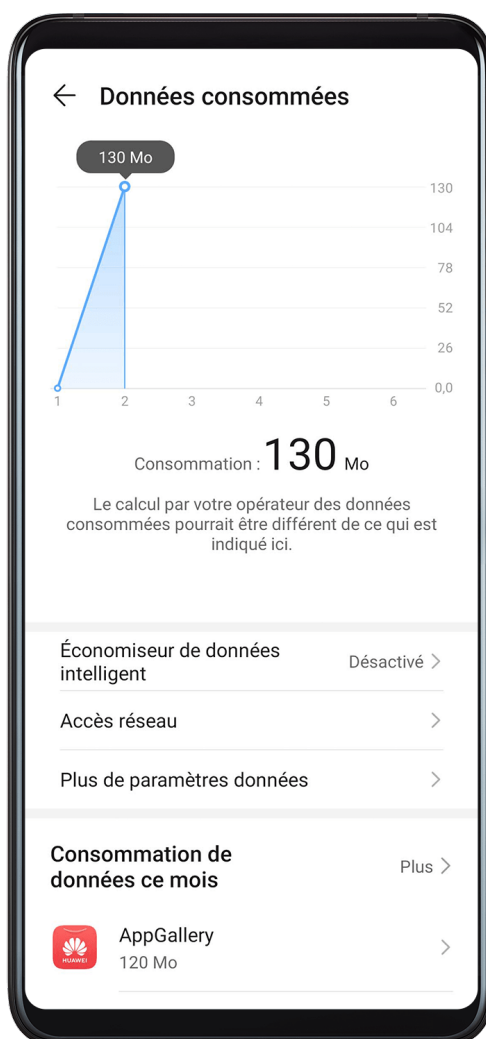 Données consommées
130 Mo
130
104
78
52
26
0,0
1 2 3 4 5 6
Consommation : 130 Mo
Le calcul par votre opérateur des données
consommées pourrait être différent de ce qui est
indiqué ici.
Économiseur de données
intelligent
Désactivé
Accès réseau
Plus de paramètres données
Consommation de
données ce mois
Plus
HUAWEI
AppGallery
120 Mo